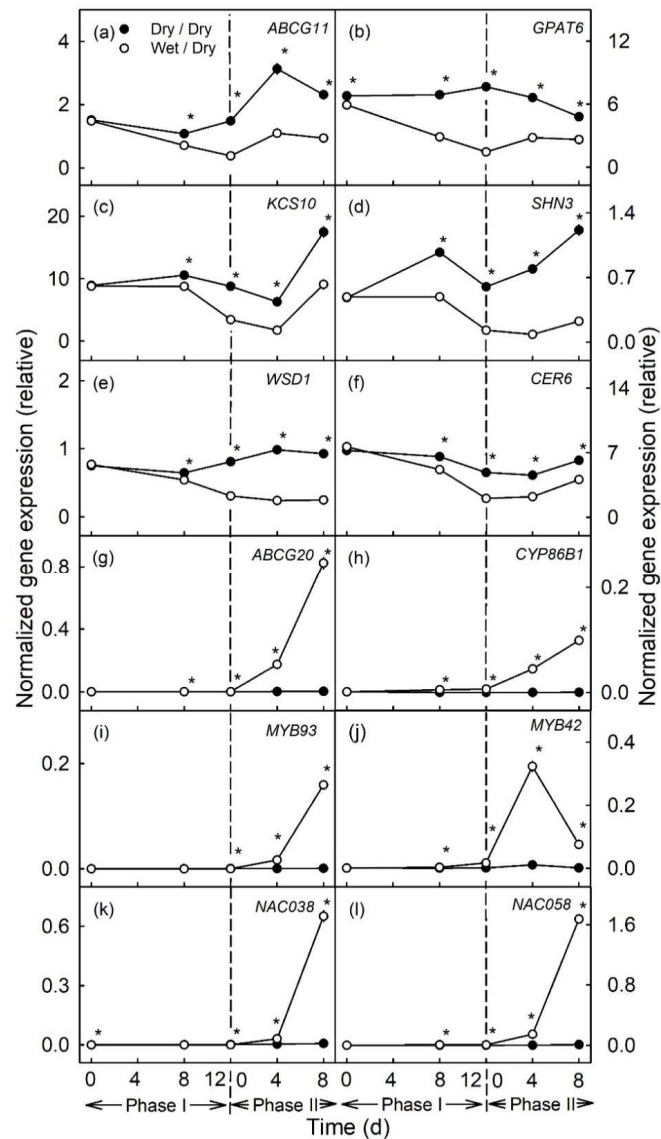 (a) ABCG11
Dry / Dry
Wet / Dry
4
2
0
(b) GPAT6
15
12
6
0
(c) KCS10
20
10
0
(d) SHN3
1.4
1.2
0.7
0.0
(e) WSD1
2
1
0
(f) CER6
15
14
7
0
(g) ABCG20
0.8
0.4
0.0
(h) CYP86B1
0.2
0.0
(i) MYB93
0.2
0.0
(j) MYB42
0.4
0.2
0.0
(k) NAC038
0.6
0.3
0.0
(l) NAC058
1.6
0.8
0.0
0 4 8 12 0 4 8 0 4 8 12 0 4 8
Phase I Phase II Phase I Phase II
Time (d)
Normalized gene expression (relative)
Normalized gene expression (relative)